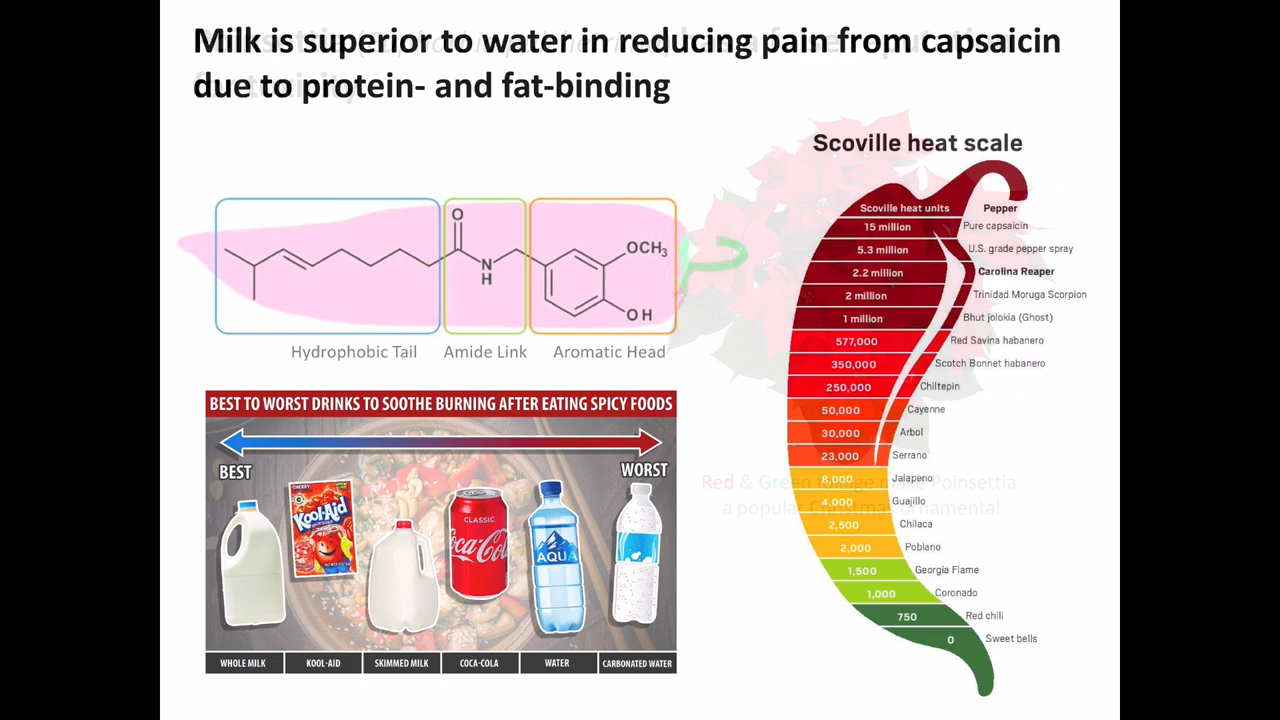 Milk is superior to water in reducing pain from capsaicin
due to protein- and fat-binding
O
N
H
OCH3
OH
Hydrophobic Tail
Amide Link
Aromatic Head
BEST TO WORST DRINKS TO SOOTHE BURNING AFTER EATING SPICY FOODS
BEST
WORST
CHERRY
Kool-Aid
CLASSIC
Coca-Cola
AQUA
WHOLE MILK
KOOL-AID
SKIMMED MILK
COCA-COLA
WATER
CARBONATED WATER
Scoville heat scale
Scoville heat units Pepper
15 million Pure capsaicin
5.3 million U.S. grade pepper spray
2.2 million Carolina Reaper
2 million Trinidad Moruga Scorpion
1 million Bhut jolokia (Ghost)
577,000 Red Savina habanero
350,000 Scotch Bonnet habanero
250,000 Chiltepin
50,000 Cayenne
30,000 Arbol
23,000 Serrano
8,000 Jalapeno
4,000 Guajillo
2,500 Chilaca
2,000 Poblano
1,500 Georgia Flame
1,000 Coronado
750 Red chili
0 Sweet bells
Red & Green foliage make Poinsettia
a popular Christmas ornamental